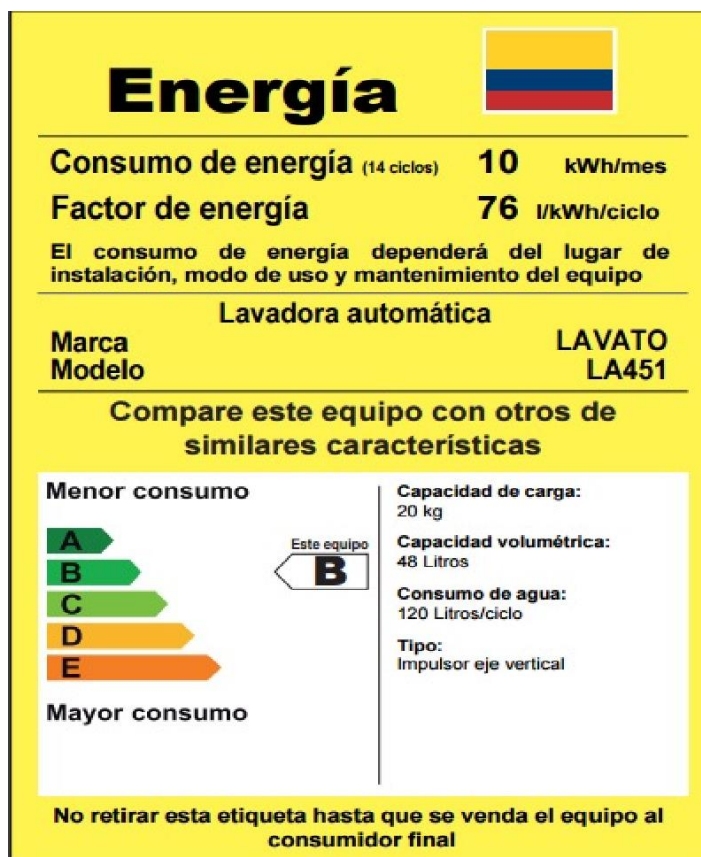 Energía
Consumo de energía (14 ciclos) 10 kWh/mes
Factor de energía 76 l/kWh/ciclo
El consumo de energía dependerá del lugar de
instalación, modo de uso y mantenimiento del equipo
Lavadora automática
Marca LAVATO
Modelo LA451
Compare este equipo con otros de
similares características
Menor consumo
A
B
C
D
E
Este equipo
B
Mayor consumo
Capacidad de carga:
20 kg
Capacidad volumétrica:
48 Litros
Consumo de agua:
120 Litros/ciclo
Tipo:
Impulsor eje vertical
No retirar esta etiqueta hasta que se venda el equipo al
consumidor final